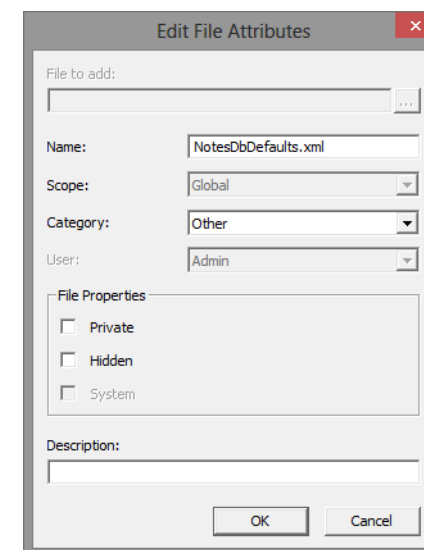 Edit File Attributes
File to add:
...
Name: NotesDbDefaults.xml
Scope: Global
Category: Other
User: Admin
File Properties
Private
Hidden
System
Description:
OK Cancel